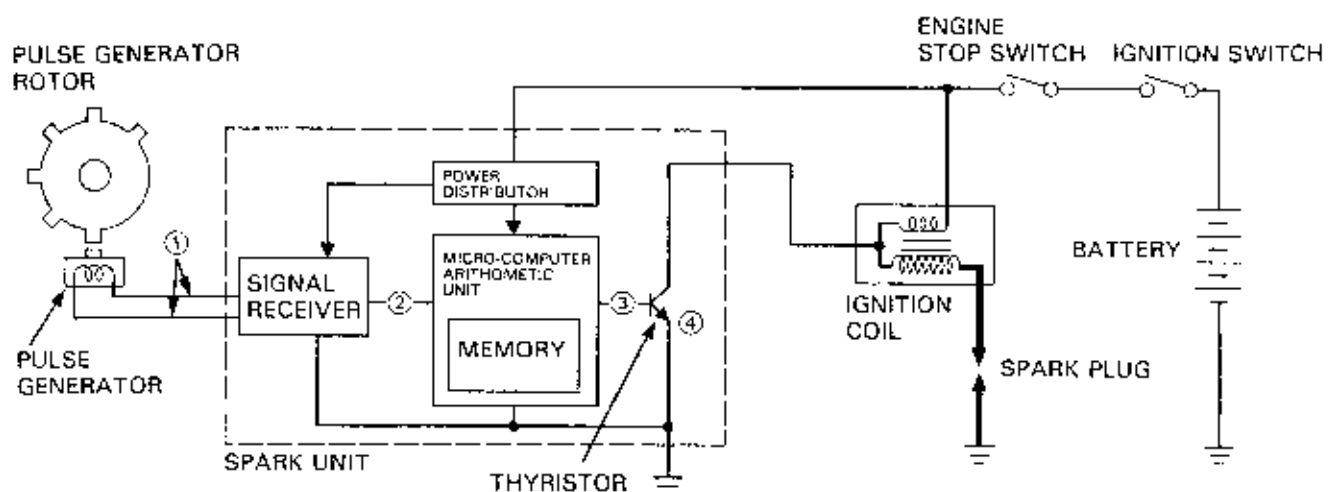 PULSE GENERATOR
ROTOR
ENGINE
STOP SWITCH
IGNITION SWITCH
POWER
DISTRIBUTOR
①
SIGNAL
RECEIVER
②
MICRO-COMPUTER
ARITHOMETIC
UNIT
MEMORY
③
④
IGNITION
COIL
BATTERY
PULSE
GENERATOR
SPARK PLUG
SPARK UNIT
THYRISTOR